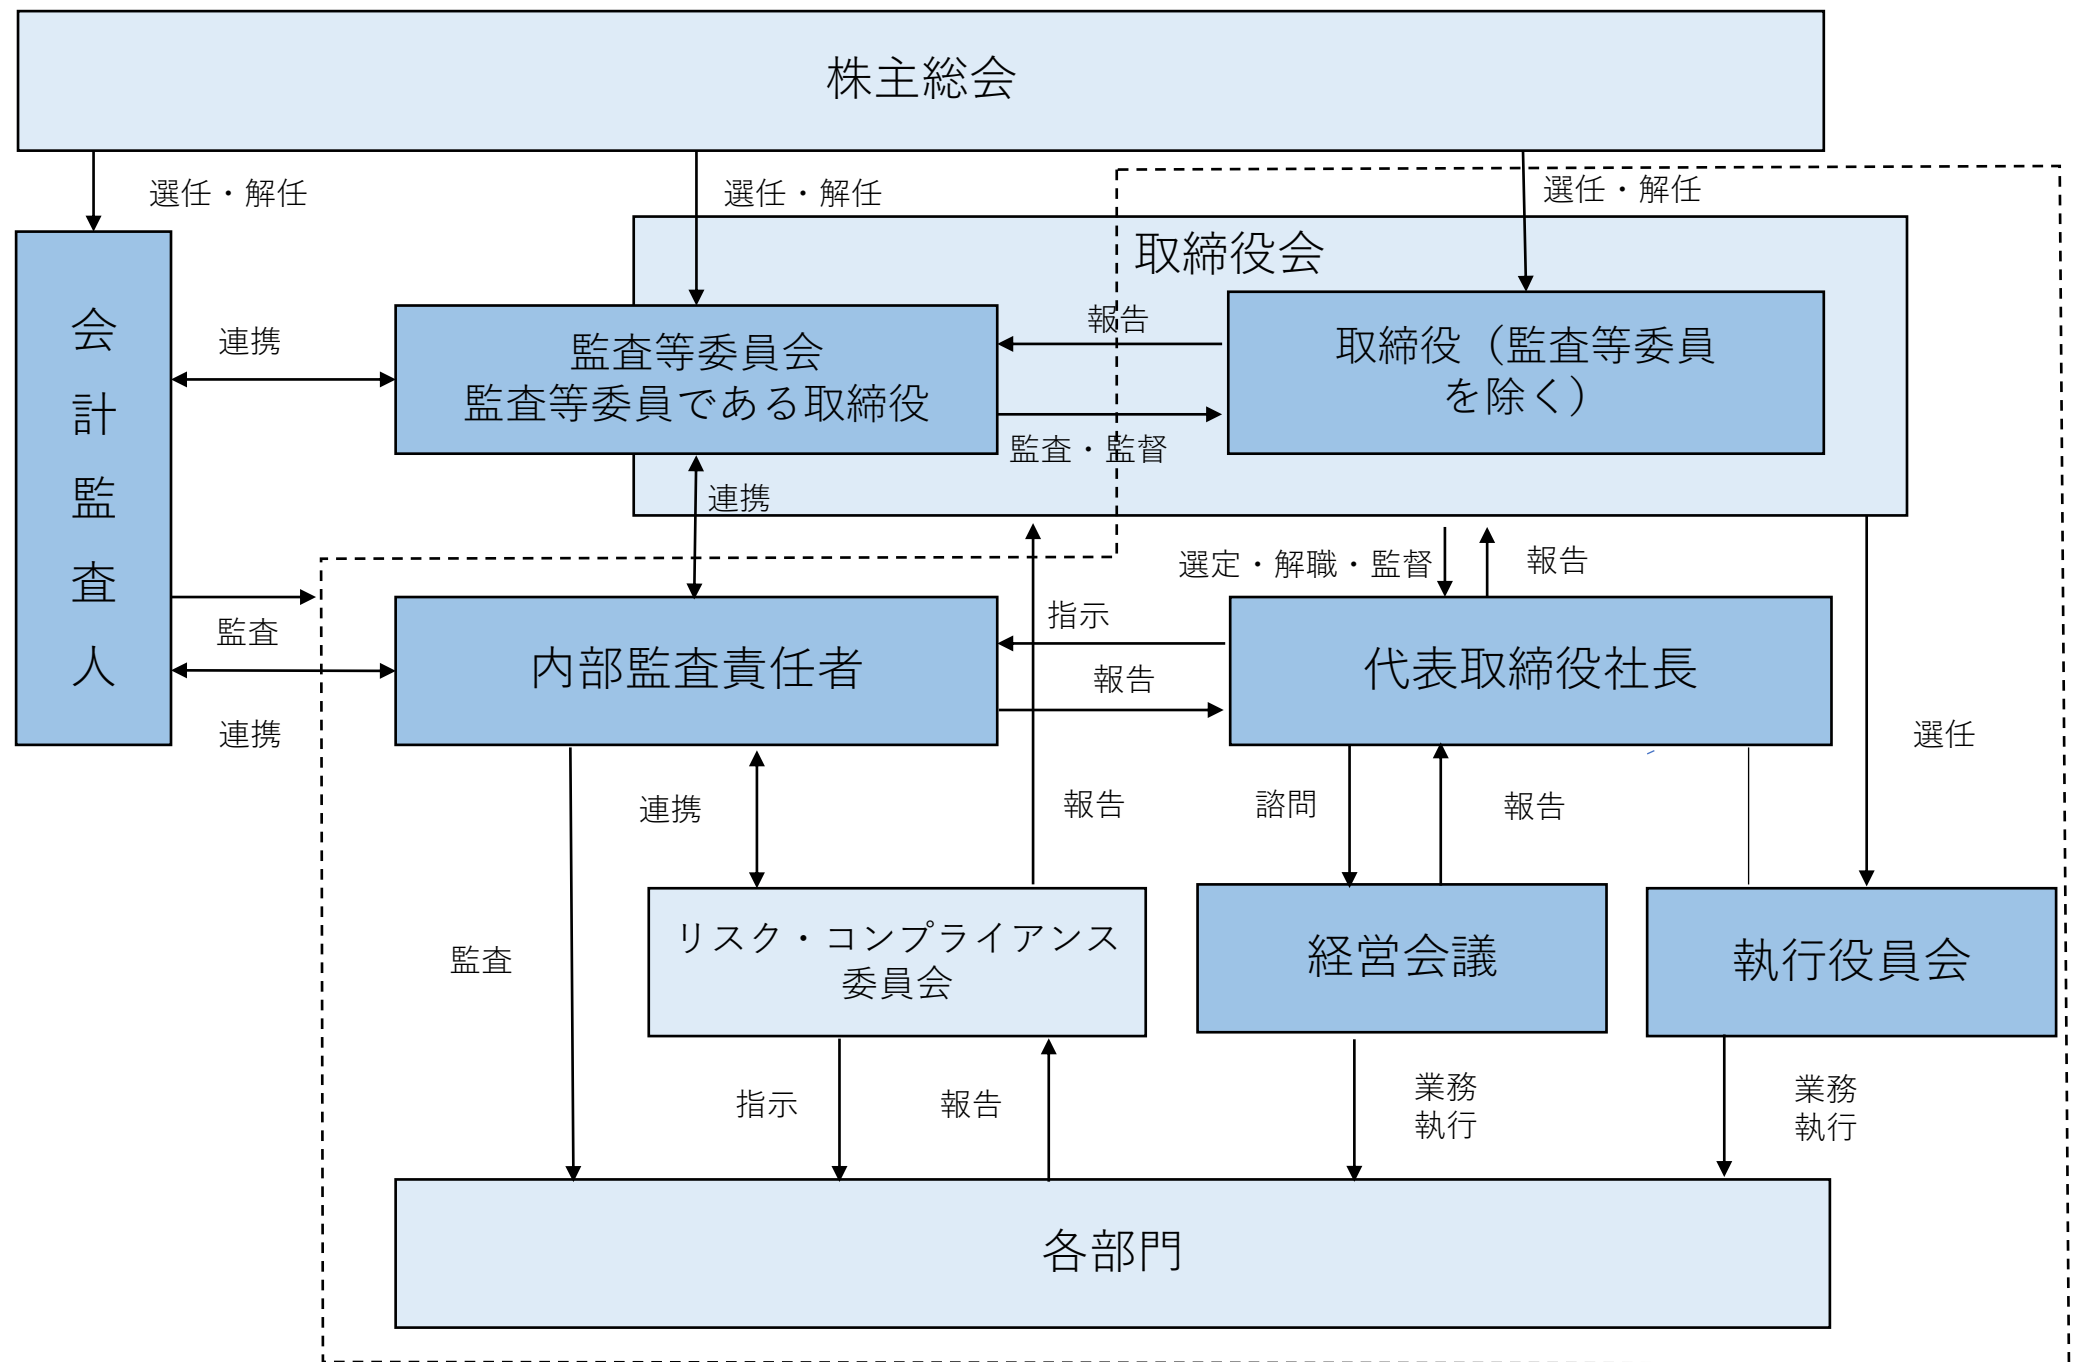 株主総会
選任・解任
選任・解任
選任・解任
取締役会
会計監査人
連携
監査等委員会
監査等委員である取締役
報告
監査・監督
取締役（監査等委員
を除く）
連携
選定・解職・監督
報告
監査
連携
内部監査責任者
指示
報告
代表取締役社長
選任
連携
報告
諮問
報告
監査
リスク・コンプライアンス
委員会
経営会議
執行役員会
指示
報告
業務
執行
業務
執行
各部門